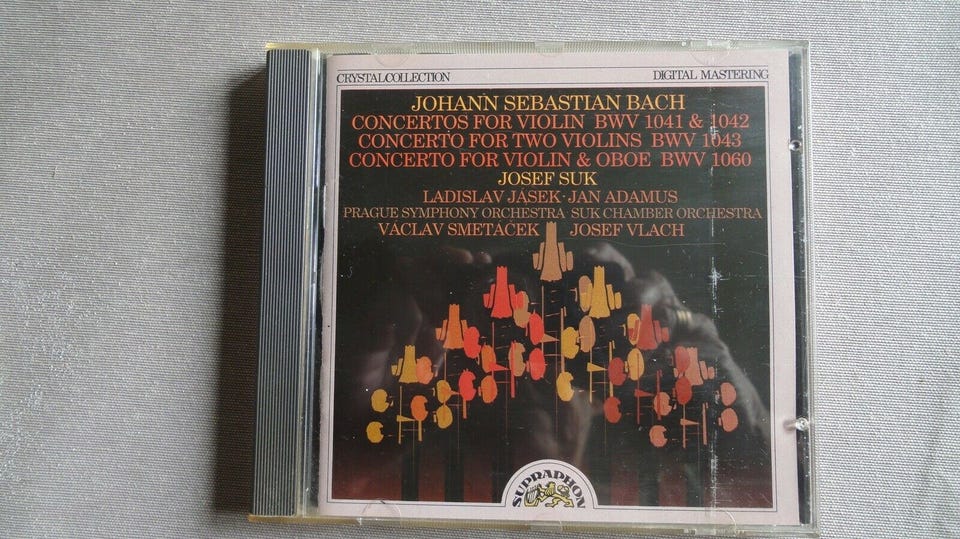 CRYSTALCOLLECTION DIGITAL MASTERING
JOHANN SEBASTIAN BACH
CONCERTOS FOR VIOLIN BWV 1041 & 1042
CONCERTO FOR TWO VIOLINS BWV 1043
CONCERTO FOR VIOLIN & OBOE BWV 1060
JOSEF SUK
LADISLAV JÁSEK · JAN ADAMUS
PRAGUE SYMPHONY ORCHESTRA SUK CHAMBER ORCHESTRA
VÁCLAV SMETÁČEK JOSEF VLACH
SUPRAPHON